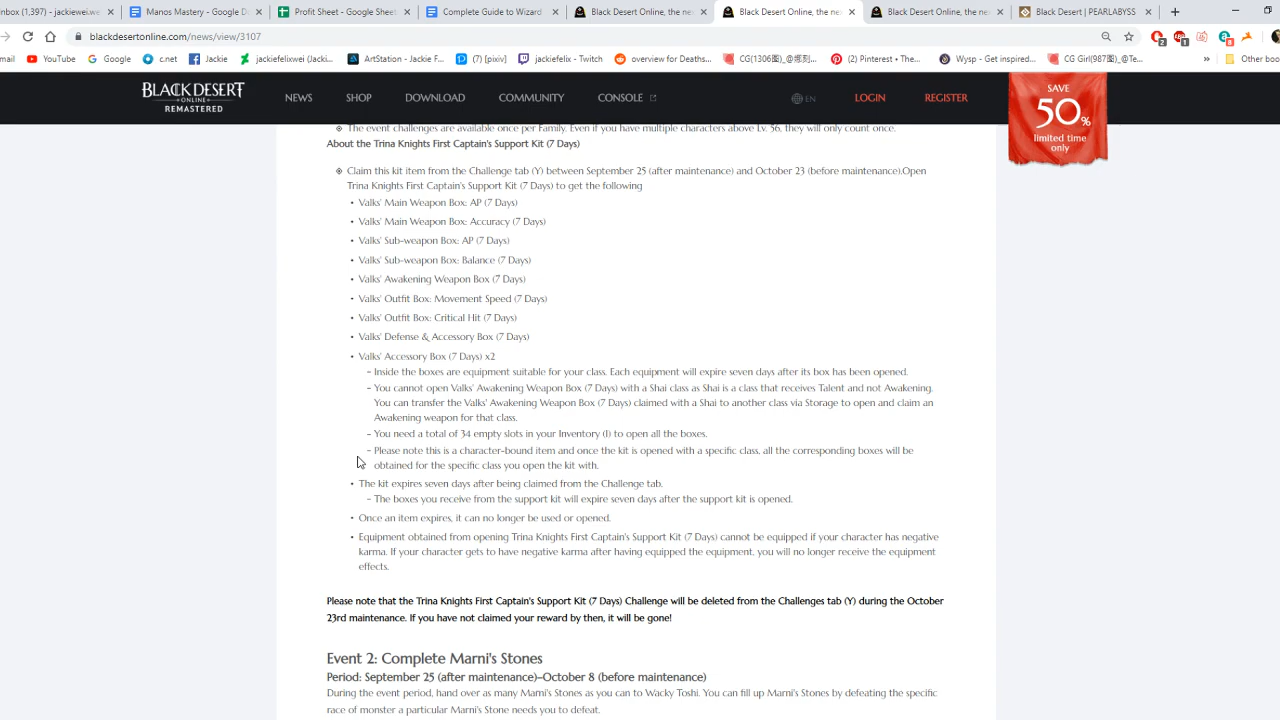 nbox (1,397) - jackiewei.we
Manos Mastery - Google D
Profit Sheet - Google Sheet
Complete Guide to Wizard
Black Desert Online, the ne
Black Desert Online, the ne
Black Desert Online, the ne
Black Desert | PEARLABYSS
blackdesertonline.com/news/view/3107
mail
YouTube
Google
c.net
Jackie
jackiefelixwei (Jacki...
ArtStation - Jackie F...
(7) [pixiv]
jackiefelix - Twitch
overview for Deaths...
Pinterest • The...
Wysp - Get inspired...
Other boo
BLACK DESERT
ONLINE
REMASTERED
NEWS
SHOP
DOWNLOAD
COMMUNITY
CONSOLE
EN
LOGIN
REGISTER
SAVE
50%
limited time
only
The event challenges are available once per Family. Even if you have multiple characters above Lv. 56, they will only count once.
About the Trina Knights First Captain's Support Kit (7 Days)
Claim this kit item from the Challenge tab (Y) between September 25 (after maintenance) and October 23 (before maintenance).Open
Trina Knights First Captain's Support Kit (7 Days) to get the following
• Valks' Main Weapon Box: AP (7 Days)
• Valks' Main Weapon Box: Accuracy (7 Days)
• Valks' Sub-weapon Box: AP (7 Days)
• Valks' Sub-weapon Box: Balance (7 Days)
• Valks' Awakening Weapon Box (7 Days)
• Valks' Outfit Box: Movement Speed (7 Days)
• Valks' Outfit Box: Critical Hit (7 Days)
• Valks' Defense & Accessory Box (7 Days)
• Valks' Accessory Box (7 Days) x2
- Inside the boxes are equipment suitable for your class. Each equipment will expire seven days after its box has been opened.
- You cannot open Valks' Awakening Weapon Box (7 Days) with a Shai class as Shai is a class that receives Talent and not Awakening.
You can transfer the Valks' Awakening Weapon Box (7 Days) claimed with a Shai to another class via Storage to open and claim an
Awakening weapon for that class.
- You need a total of 34 empty slots in your Inventory (I) to open all the boxes.
- Please note this is a character-bound item and once the kit is opened with a specific class, all the corresponding boxes will be
obtained for the specific class you open the kit with.
• The kit expires seven days after being claimed from the Challenge tab.
- The boxes you receive from the support kit will expire seven days after the support kit is opened.
• Once an item expires, it can no longer be used or opened.
• Equipment obtained from opening Trina Knights First Captain's Support Kit (7 Days) cannot be equipped if your character has negative
karma. If your character gets to have negative karma after having equipped the equipment, you will no longer receive the equipment
effects.
Please note that the Trina Knights First Captain's Support Kit (7 Days) Challenge will be deleted from the Challenges tab (Y) during the October
23rd maintenance. If you have not claimed your reward by then, it will be gone!
Event 2: Complete Marni's Stones
Period: September 25 (after maintenance)–October 8 (before maintenance)
During the event period, hand over as many Marni's Stones as you can to Wacky Toshi. You can fill up Marni's Stones by defeating the specific
race of monster a particular Marni's Stone needs you to defeat.